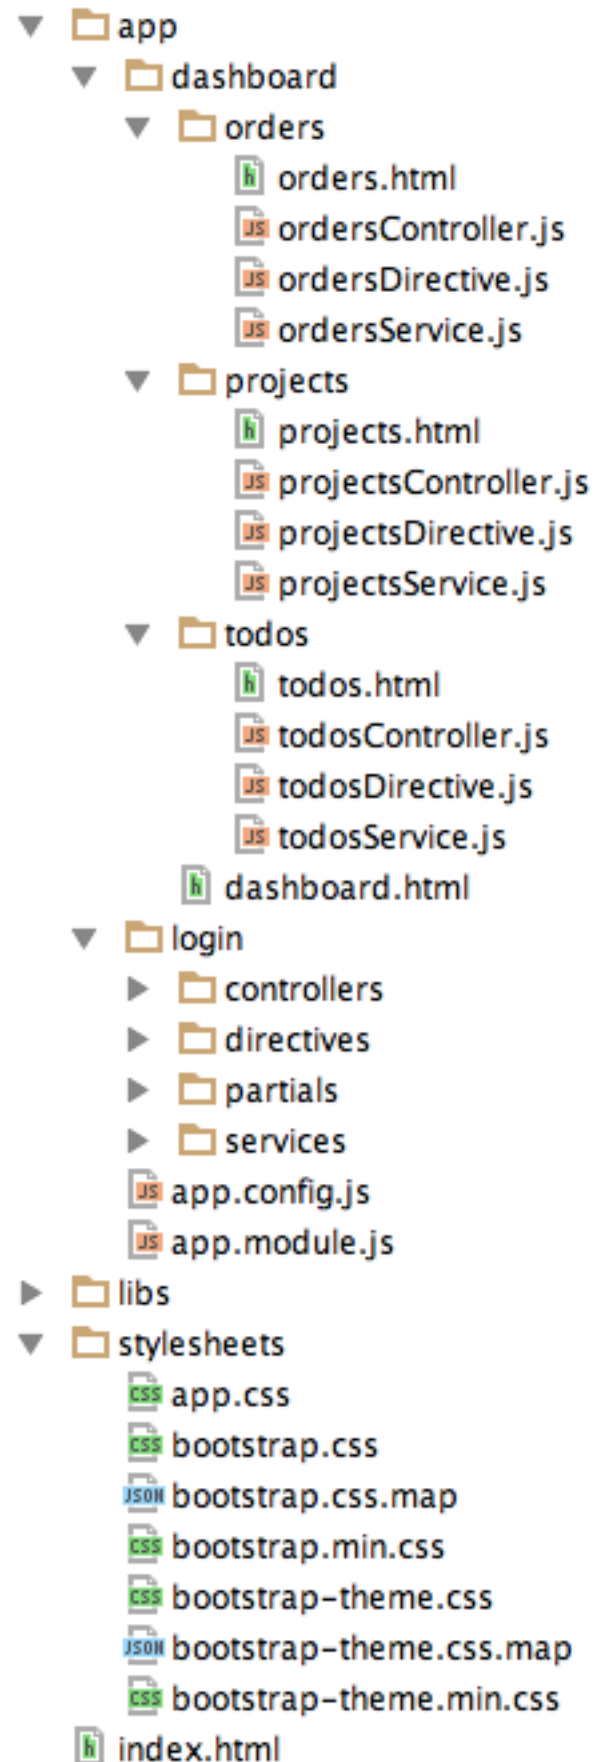 app
dashboard
orders
orders.html
ordersController.js
ordersDirective.js
ordersService.js
projects
projects.html
projectsController.js
projectsDirective.js
projectsService.js
todos
todos.html
todosController.js
todosDirective.js
todosService.js
dashboard.html
login
controllers
directives
partials
services
app.config.js
app.module.js
libs
stylesheets
app.css
bootstrap.css
bootstrap.css.map
bootstrap.min.css
bootstrap-theme.css
bootstrap-theme.css.map
bootstrap-theme.min.css
index.html